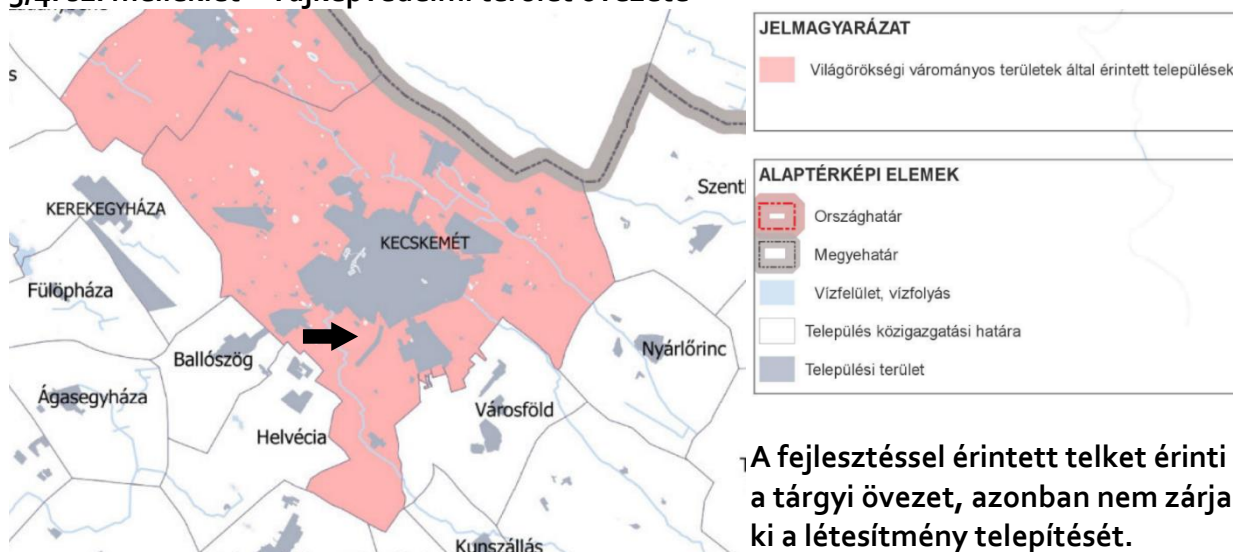 JELMAGYARÁZAT
Világörökségi várományos területek által érintett települések
ALAPTÉRKÉPI ELEMEK
Országhatár
Megyehatár
Vízfelület, vízfolyás
Település közigazgatási határa
Települési terület
KEREKEGYHÁZA
KECSKEMÉT
Fülöpháza
Ballószög
Nyárlőrinc
Ágasegyháza
Városföld
Helvécia
Kunszállás
A fejlesztéssel érintett telket érinti
a tárgyi övezet, azonban nem zárja
ki a létesítmény telepítését.